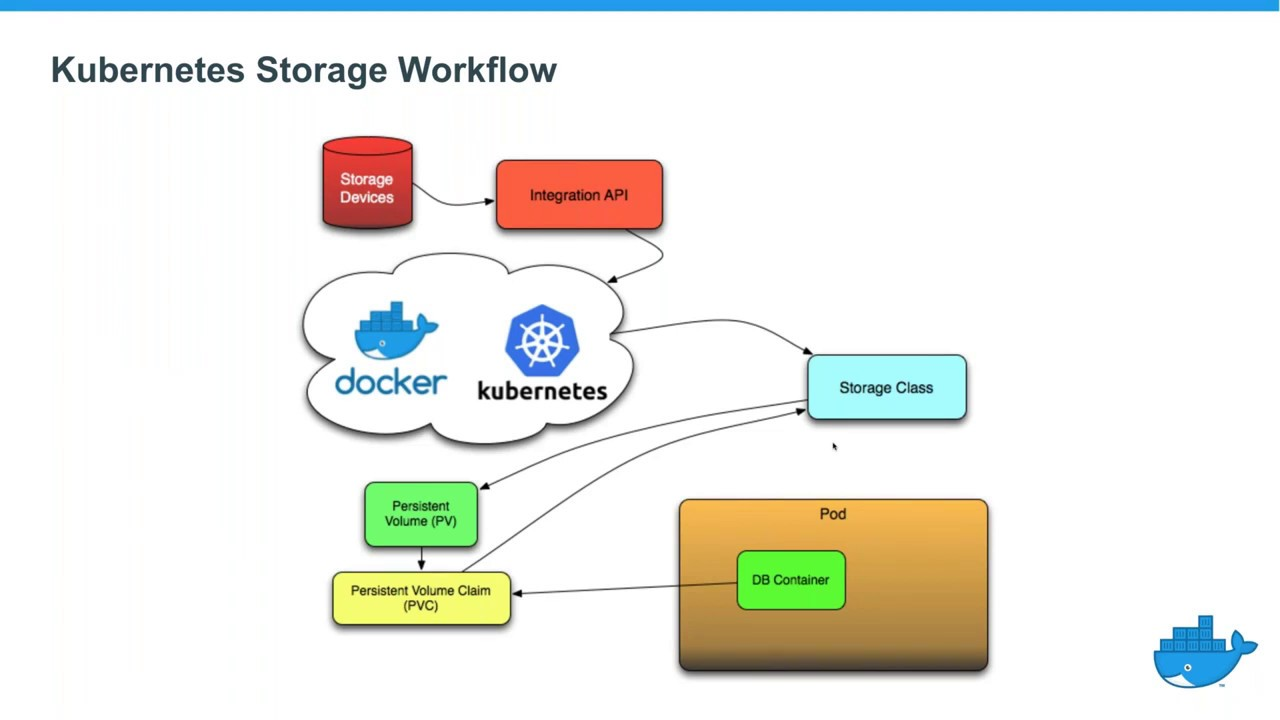 Kubernetes Storage Workflow
Storage
Devices
Integration API
docker
kubernetes
Storage Class
Persistent
Volume (PV)
Pod
DB Container
Persistent Volume Claim
(PVC)